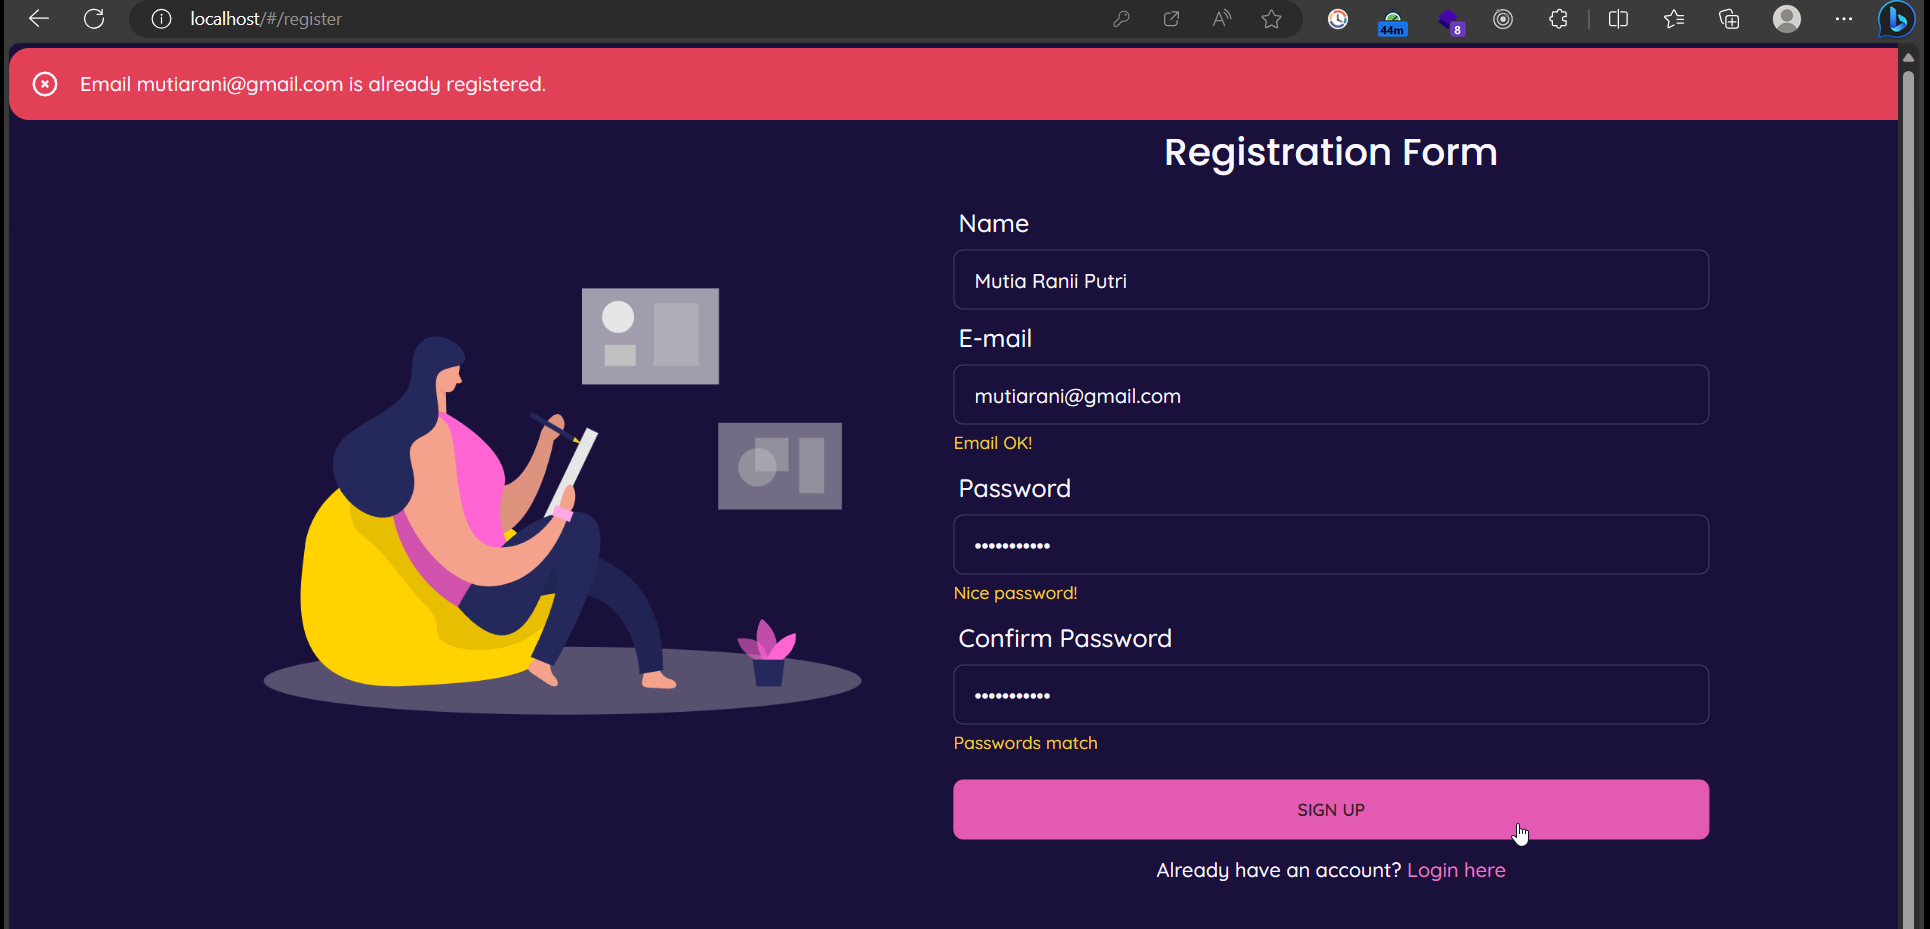 localhost/#/register
44m
8
Email mutiarani@gmail.com is already registered.
Registration Form
Name
Mutia Ranii Putri
E-mail
mutiarani@gmail.com
Email OK!
Password
•••••••••••
Nice password!
Confirm Password
•••••••••••
Passwords match
SIGN UP
Already have an account? Login here